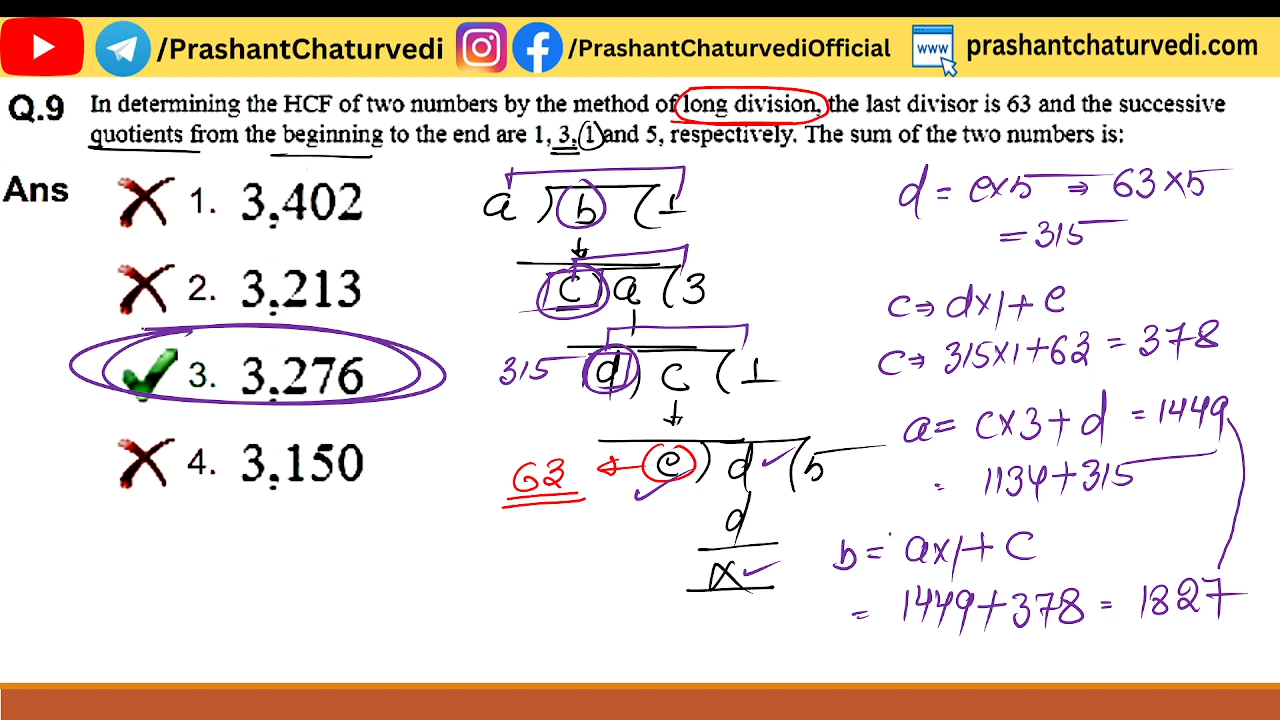 /PrashantChaturvedi /PrashantChaturvediOfficial www prashantchaturvedi.com
Q.9 In determining the HCF of two numbers by the method of long division, the last divisor is 63 and the successive
quotients from the beginning to the end are 1, 3, 1 and 5, respectively. The sum of the two numbers is:
Ans
1. 3,402
2. 3,213
3. 3,276
4. 3,150
a ) b ( 1
c ) a ( 3
315 d ) c ( 1
63 ← e ) d ( 5
d
x
d = e×5 ⇒ 63×5
= 315
c ⇒ d×1+e
c ⇒ 315×1+63 = 378
a = c×3+d = 1449
= 1134+315
b = a×1+c
= 1449+378 = 1827